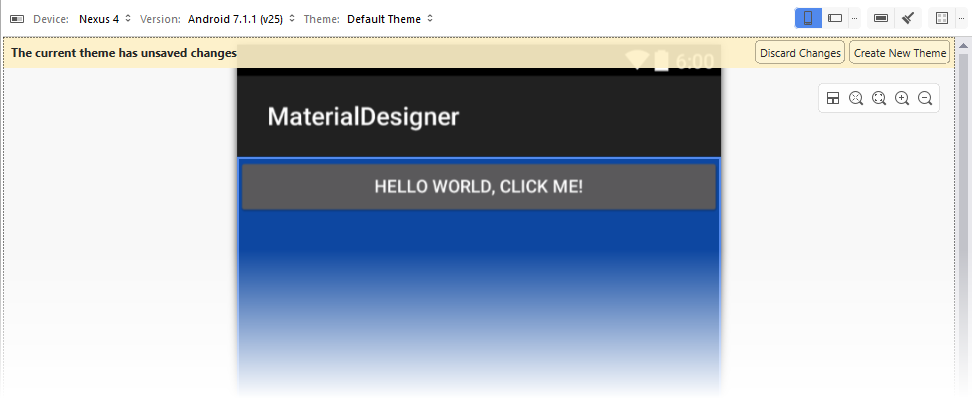 Device: Nexus 4 Version: Android 7.1.1 (v25) Theme: Default Theme
The current theme has unsaved changes Discard Changes Create New Theme
6:00
MaterialDesigner
HELLO WORLD, CLICK ME!